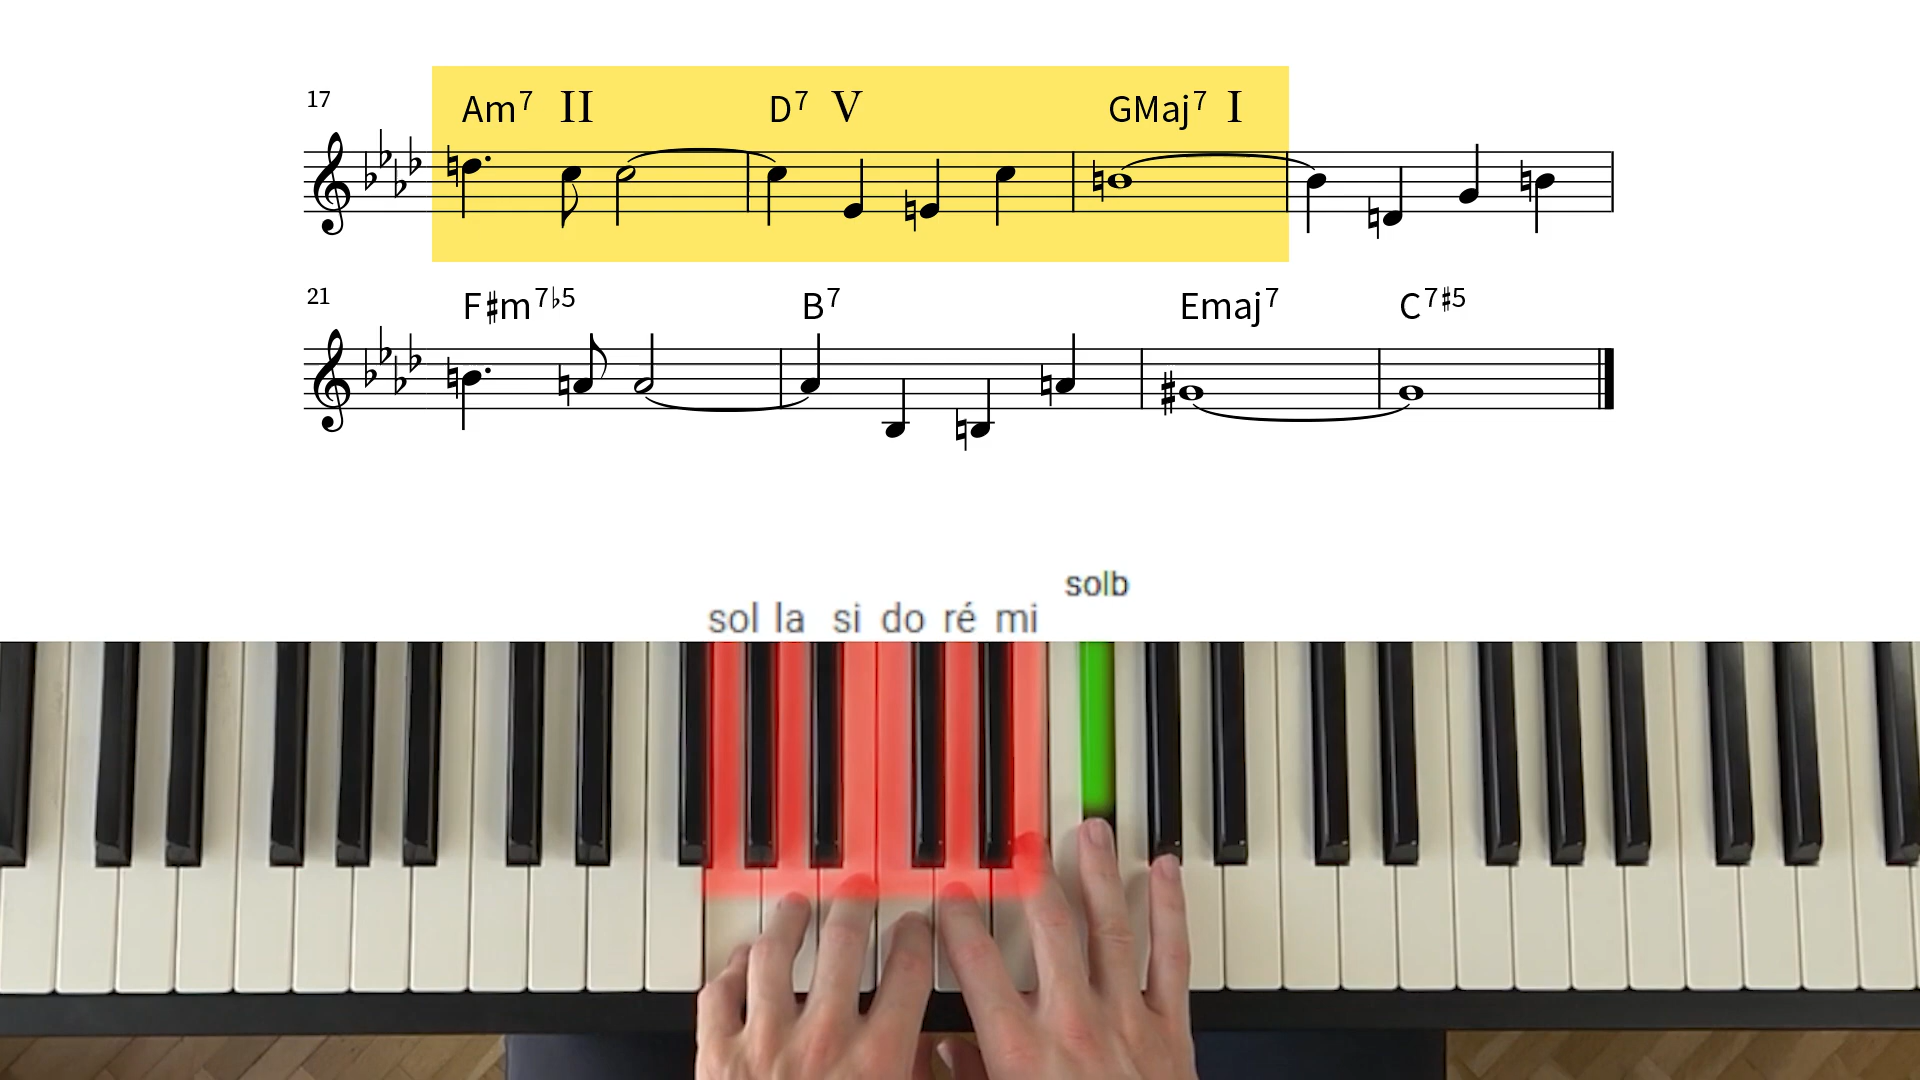 17 Am7 II D7 V GMaj7 I
21 F♯m7♭5 B7 Emaj7 C7♯5
solb
sol la si do ré mi